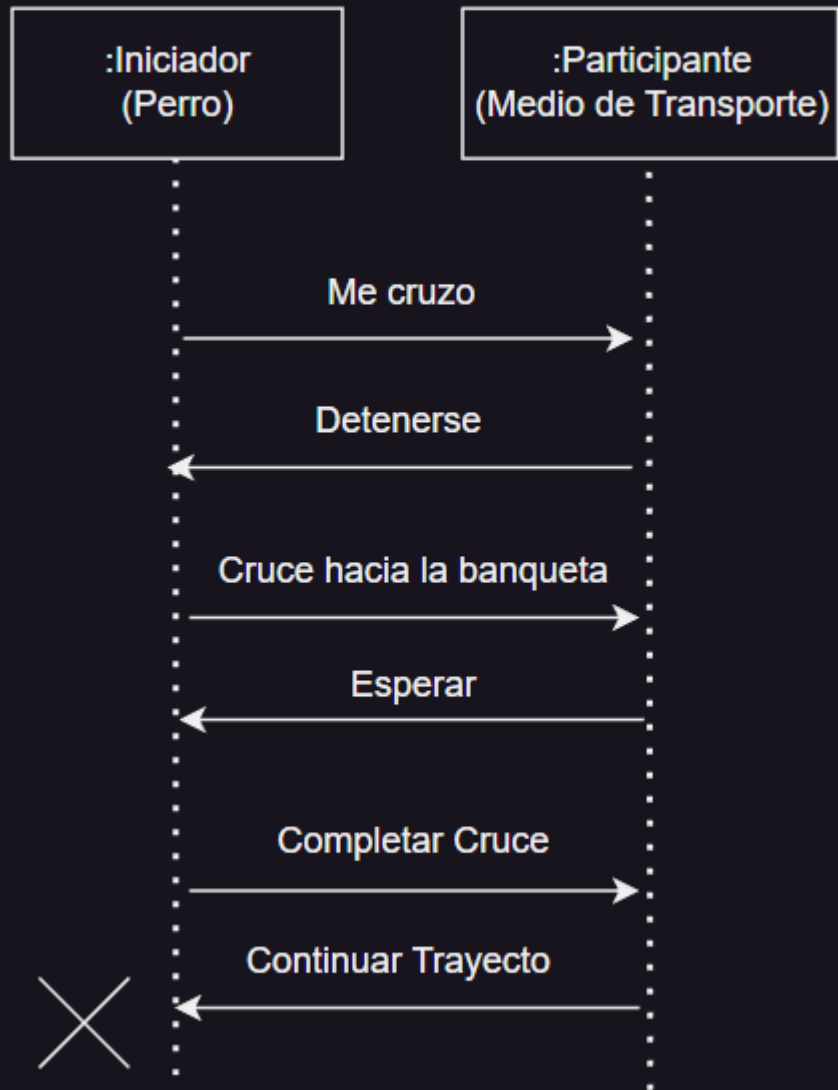 :Iniciador
(Perro)
:Participante
(Medio de Transporte)
Me cruzo
Detenerse
Cruce hacia la banqueta
Esperar
Completar Cruce
Continuar Trayecto